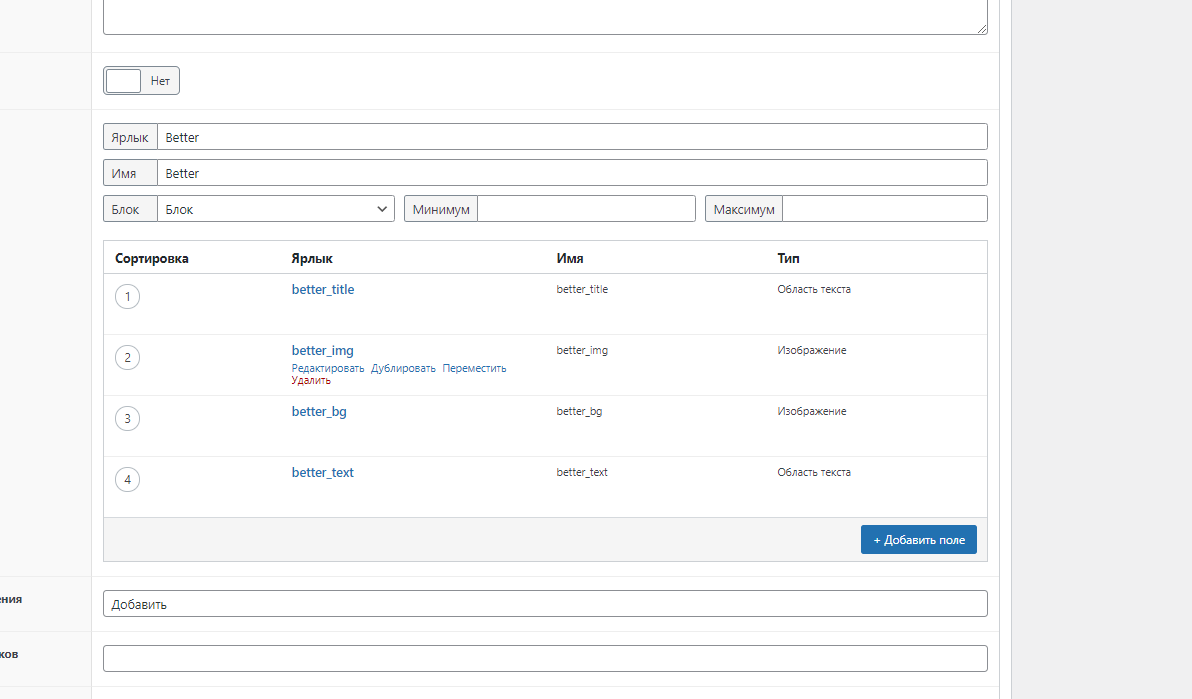 Нет
Ярлык Better
Имя Better
Блок Блок Минимум Максимум
Сортировка Ярлык Имя Тип
1 better_title better_title Область текста
2 better_img better_img Изображение
Редактировать Дублировать Переместить
Удалить
3 better_bg better_bg Изображение
4 better_text better_text Область текста
+ Добавить поле
ения Добавить
ков